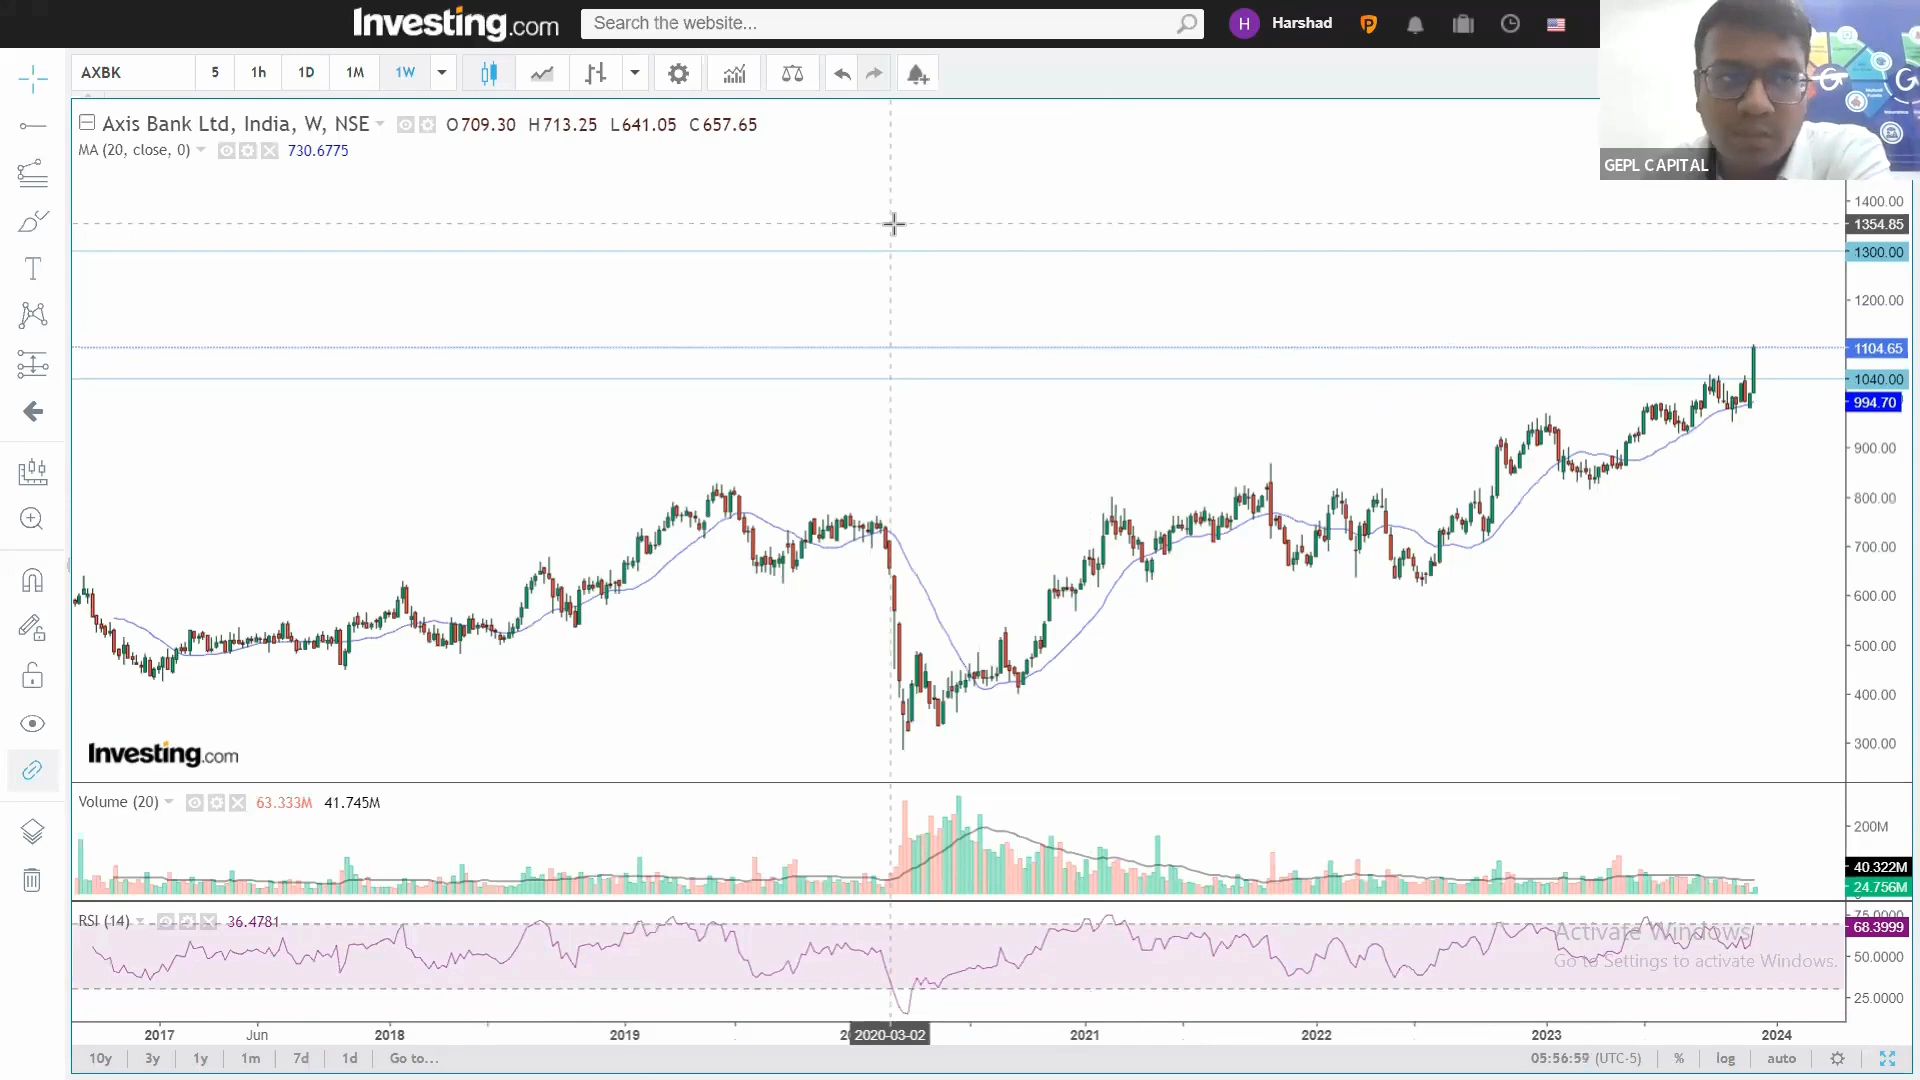 Investing.com
Search the website...
H Harshad
AXBK 5 1h 1D 1M 1W
Axis Bank Ltd, India, W, NSE O709.30 H713.25 L641.05 C657.65
MA (20, close, 0) 730.6775
GEPL CAPITAL
1400.00
1354.85
1300.00
1200.00
1104.65
1040.00
994.70
900.00
800.00
700.00
600.00
500.00
400.00
300.00
Investing.com
Volume (20) 63.333M 41.745M
200M
40.322M
24.756M
RSI (14) 36.4781
75.0000
68.3999
50.0000
25.0000
Activate Windows
Go to Settings to activate Windows.
2017 Jun 2018 2019 2020-03-02 2021 2022 2023 2024
10y 3y 1y 1m 7d 1d Go to... 05:56:59 (UTC-5) % log auto